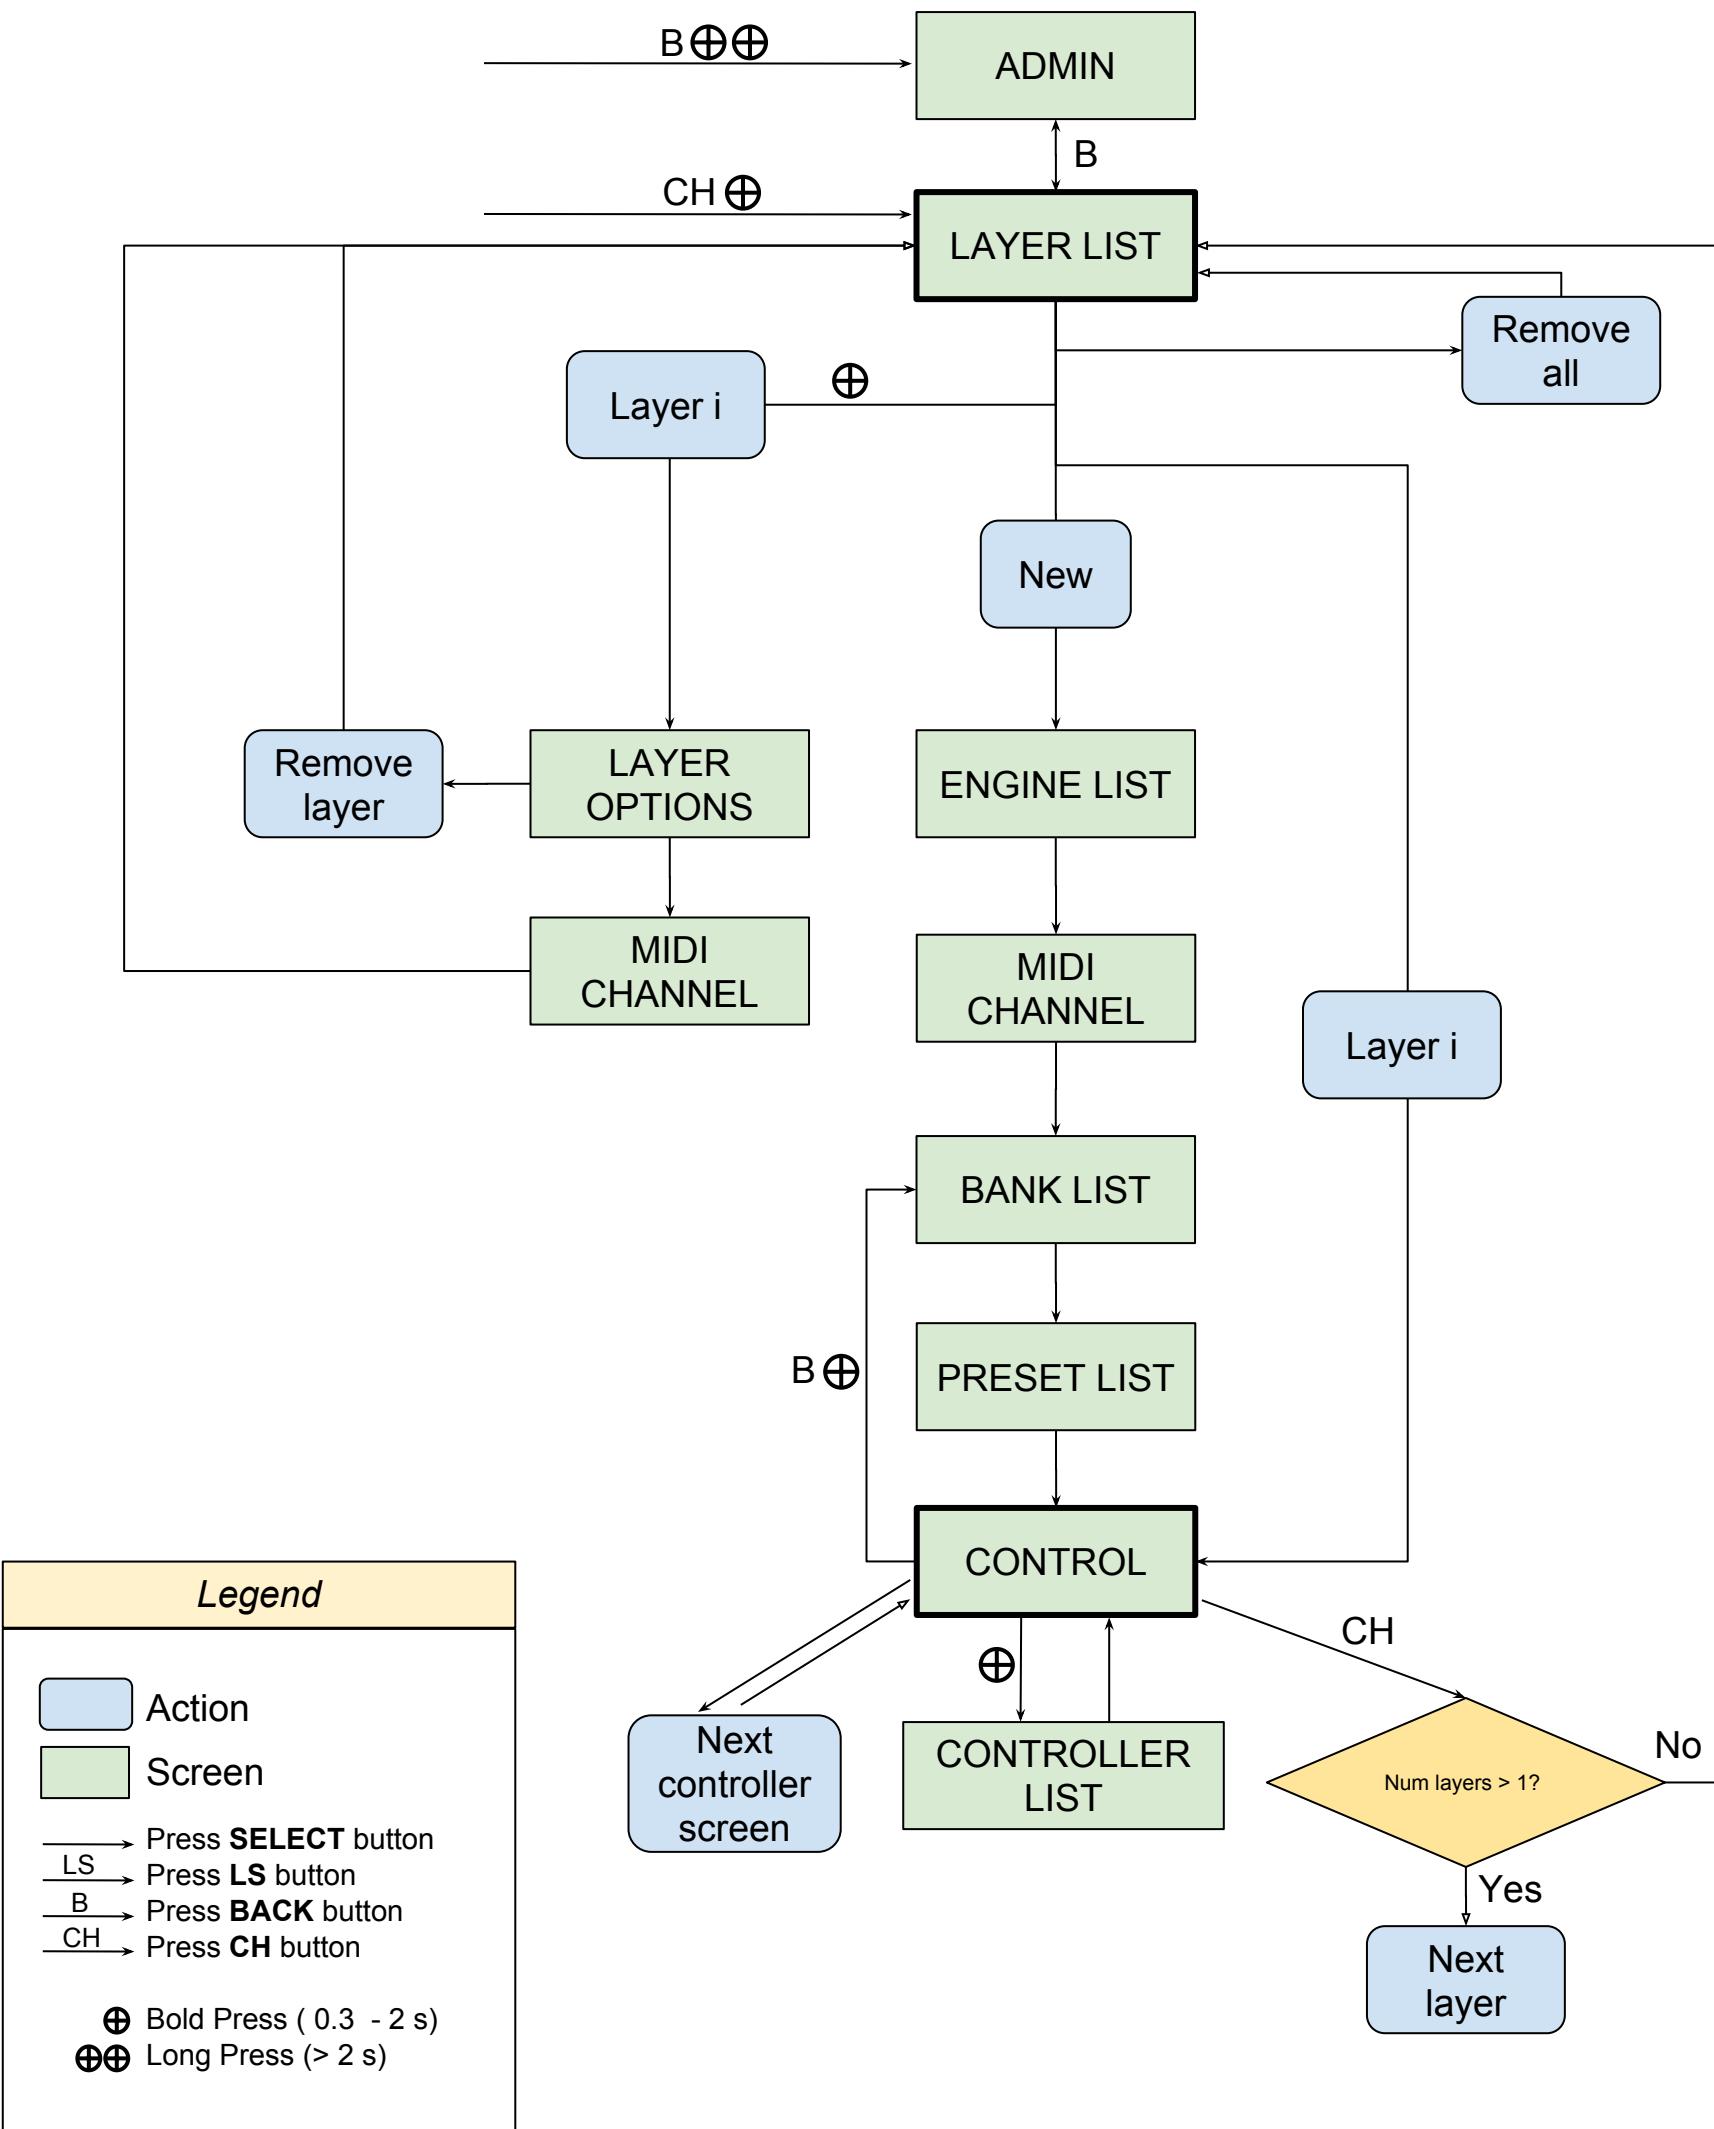 B ⊕⊕
ADMIN
B
CH ⊕
LAYER LIST
Remove
all
⊕
Layer i
New
Remove
layer
LAYER
OPTIONS
ENGINE LIST
MIDI
CHANNEL
MIDI
CHANNEL
Layer i
BANK LIST
B ⊕
PRESET LIST
CONTROL
CH
⊕
Next
controller
screen
CONTROLLER
LIST
Num layers > 1?
No
Yes
Next
layer
Legend
Action
Screen
Press SELECT button
LS Press LS button
B Press BACK button
CH Press CH button
⊕ Bold Press ( 0.3 - 2 s)
⊕⊕ Long Press (> 2 s)